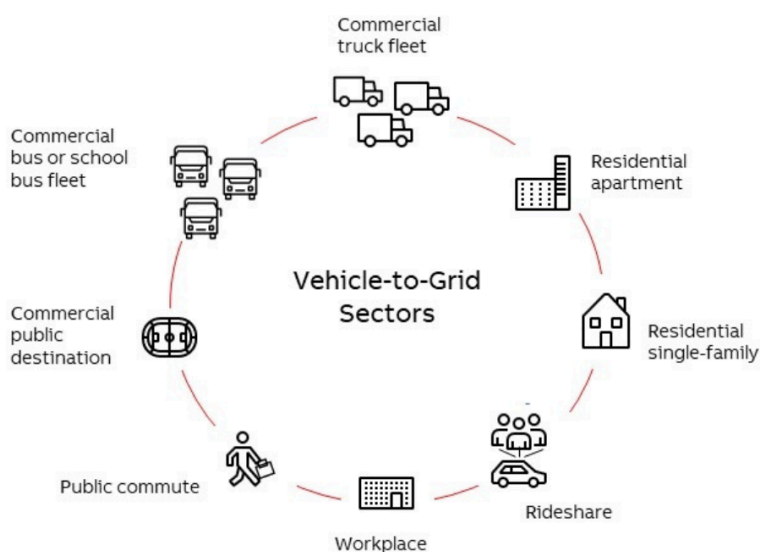 Commercial
truck fleet
Commercial
bus or school
bus fleet
Residential
apartment
Vehicle-to-Grid
Sectors
Commercial
public
destination
Residential
single-family
Public commute
Rideshare
Workplace